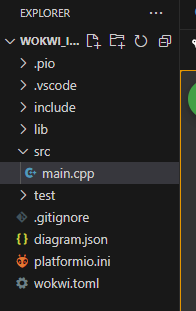 EXPLORER
WOKWI_I...
.pio
.vscode
include
lib
src
main.cpp
test
.gitignore
diagram.json
platformio.ini
wokwi.toml